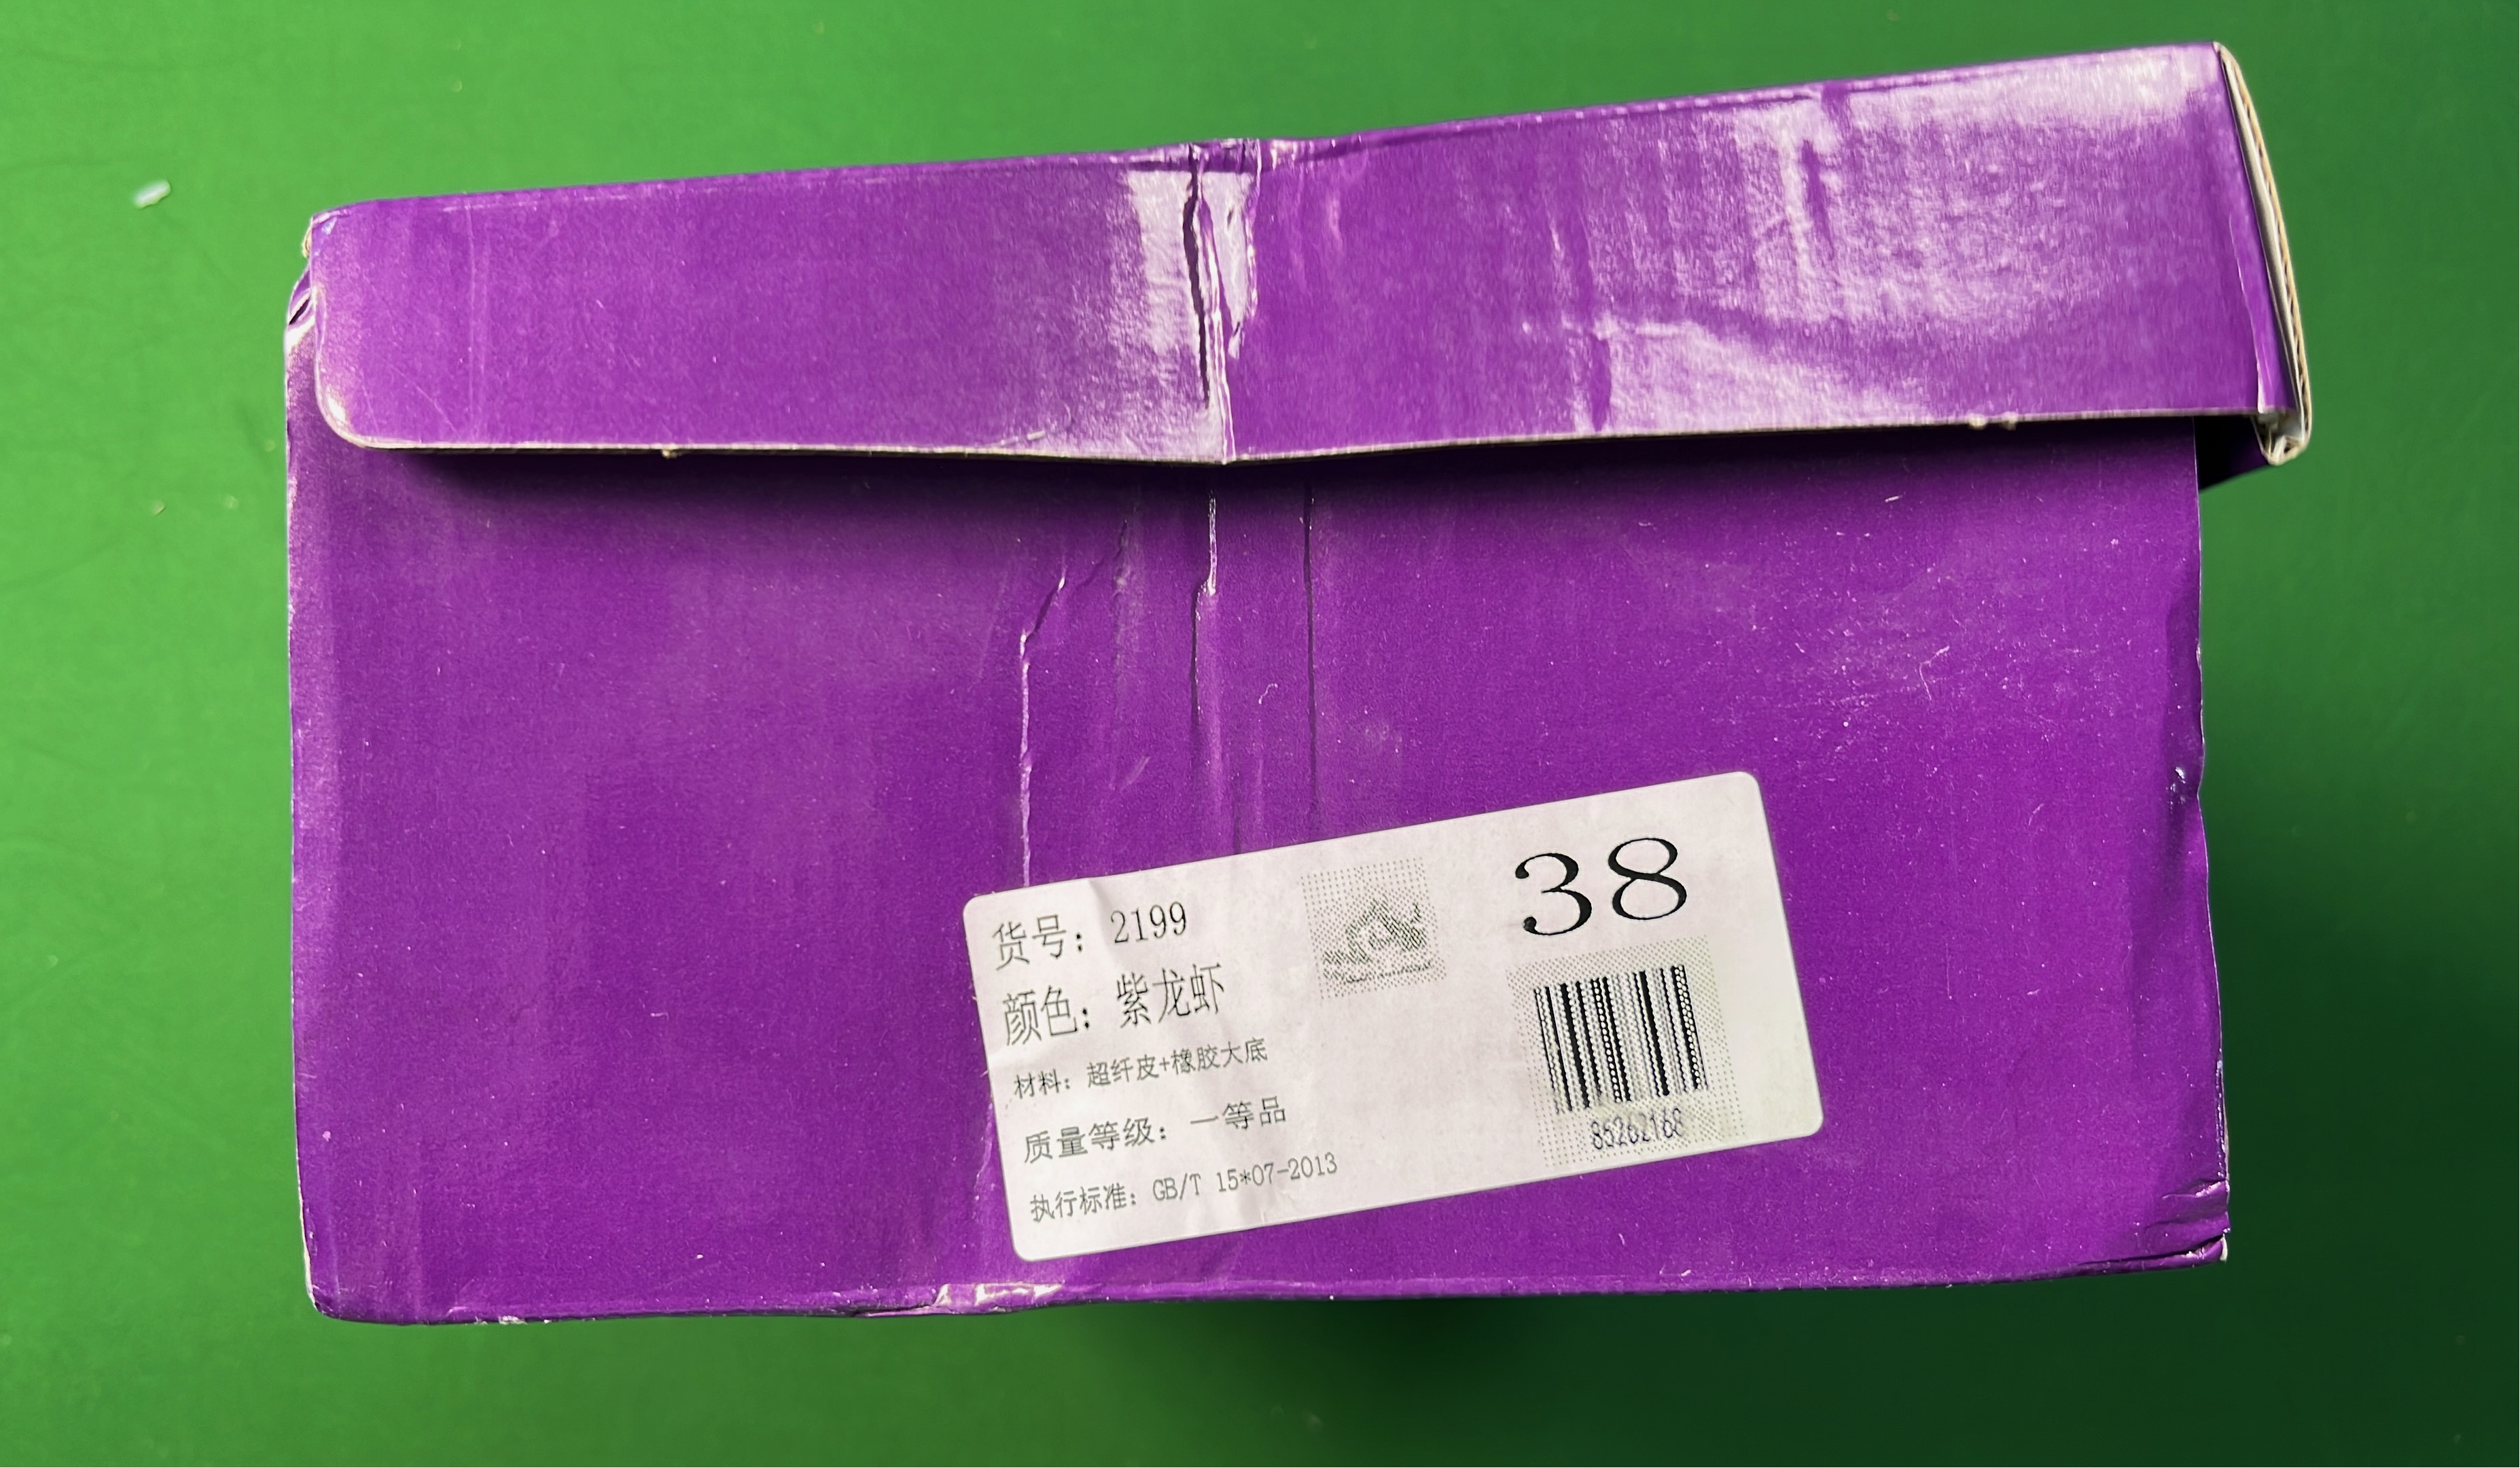 货号: 2199
颜色: 紫龙虾
材料: 超纤皮+橡胶大底
质量等级: 一等品
执行标准: GB/T 15*07-2013
38
85262168